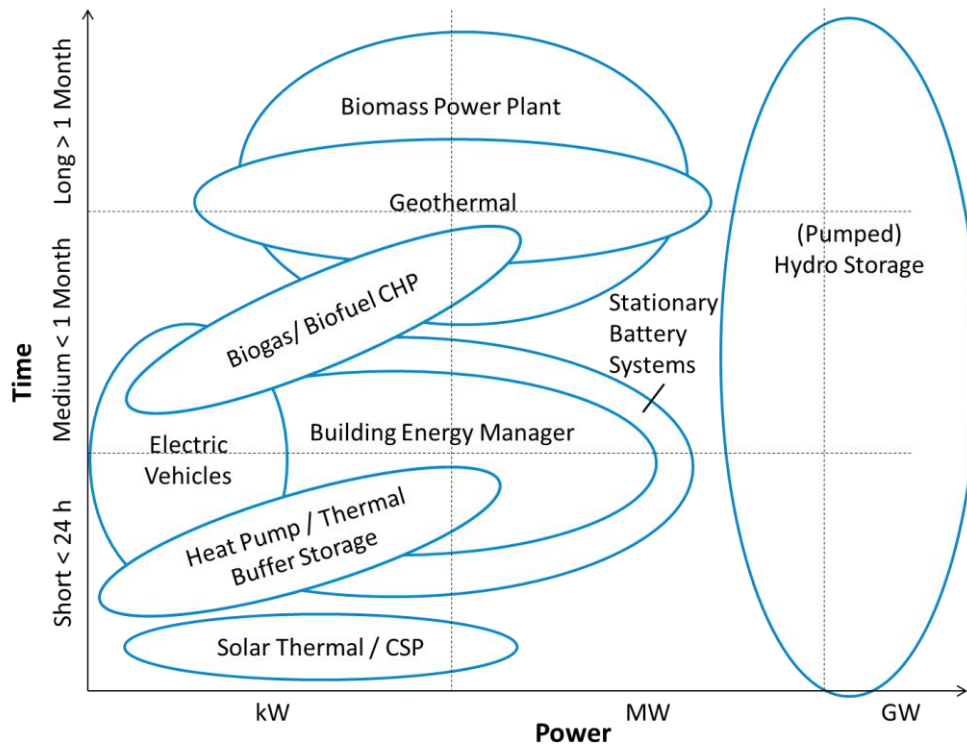 Long > 1 Month
Medium < 1 Month
Short < 24 h
Time
Biomass Power Plant
Geothermal
(Pumped)
Hydro Storage
Biogas/ Biofuel CHP
Stationary
Battery
Systems
Building Energy Manager
Electric
Vehicles
Heat Pump / Thermal
Buffer Storage
Solar Thermal / CSP
kW
MW
GW
Power